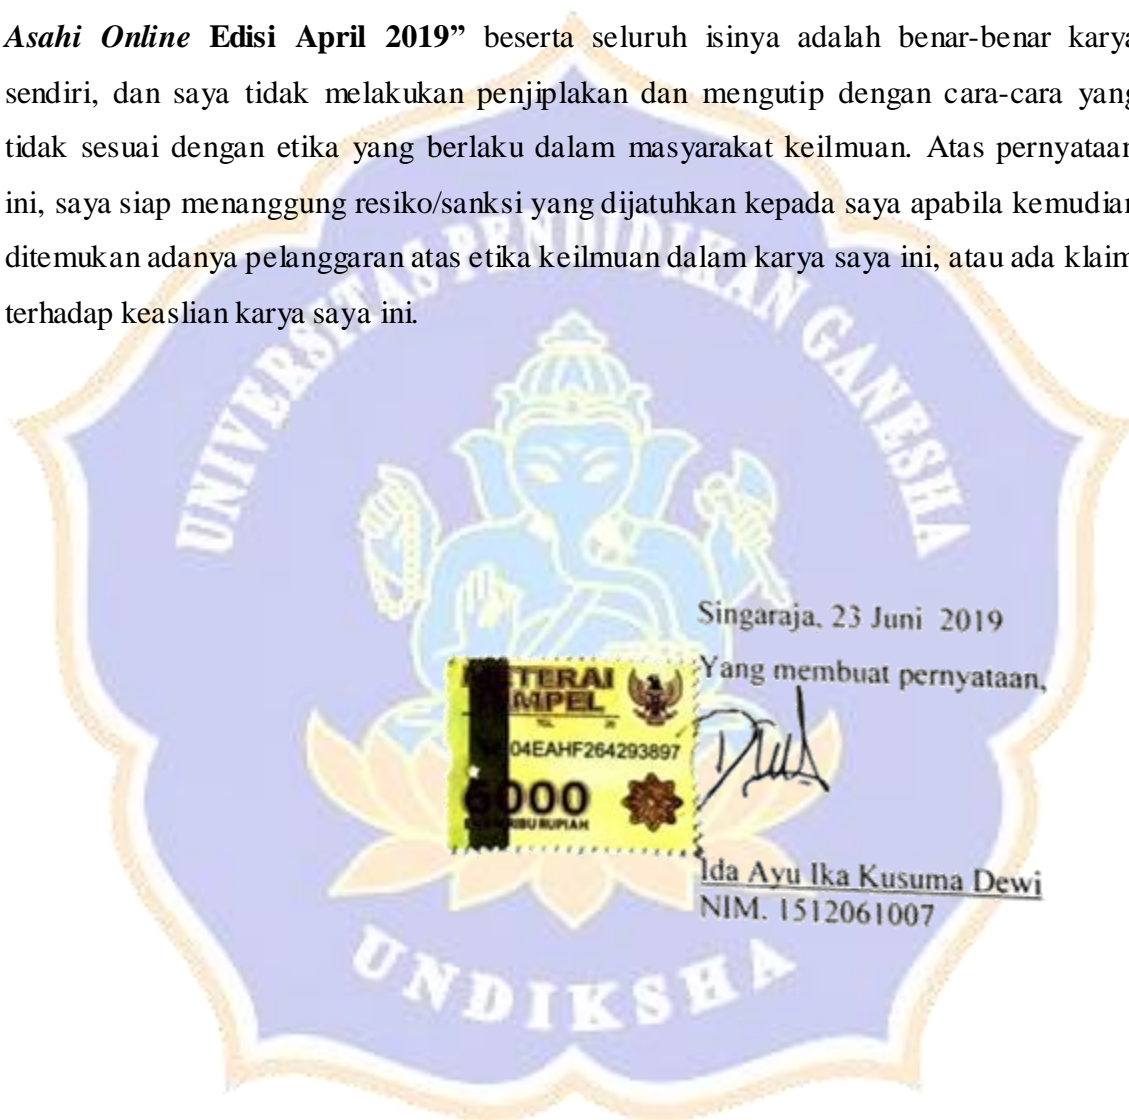 Asahi Online Edisi April 2019” beserta seluruh isinya adalah benar-benar karya
sendiri, dan saya tidak melakukan penjiplakan dan mengutip dengan cara-cara yang
tidak sesuai dengan etika yang berlaku dalam masyarakat keilmuan. Atas pernyataan
ini, saya siap menanggung resiko/sanksi yang dijatuhkan kepada saya apabila kemudian
ditemukan adanya pelanggaran atas etika keilmuan dalam karya saya ini, atau ada klaim
terhadap keaslian karya saya ini.
UNIVERSITAS PENDIDIKAN GANESHA
Singaraja, 23 Juni 2019
Yang membuat pernyataan,
METERAI
TEMPEL
TGL. 20
04EAHF264293897
6000
RIBU RUPIAH
Ida Ayu Ika Kusuma Dewi
NIM. 1512061007
UNDIKSHA